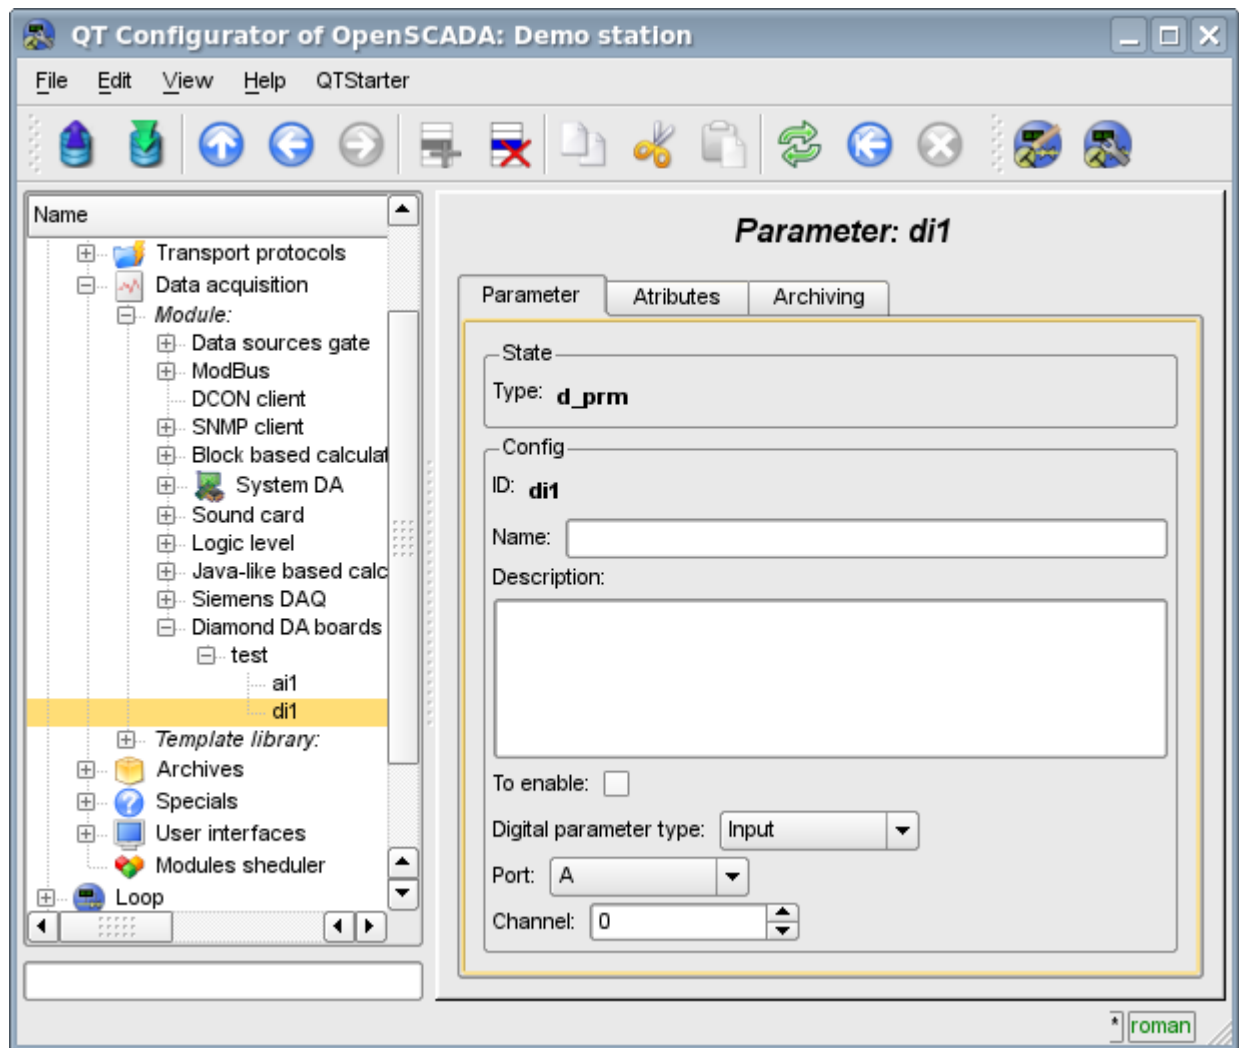 QT Configurator of OpenSCADA: Demo station
File Edit View Help QTStarter
Name
Transport protocols
Data acquisition
Module:
Data sources gate
ModBus
DCON client
SNMP client
Block based calculat
System DA
Sound card
Logic level
Java-like based calc
Siemens DAQ
Diamond DA boards
test
ai1
di1
Template library:
Archives
Specials
User interfaces
Modules sheduler
Loop
Parameter: di1
Parameter Atributes Archiving
State
Type: d_prm
Config
ID: di1
Name:
Description:
To enable:
Digital parameter type: Input
Port: A
Channel: 0
* roman